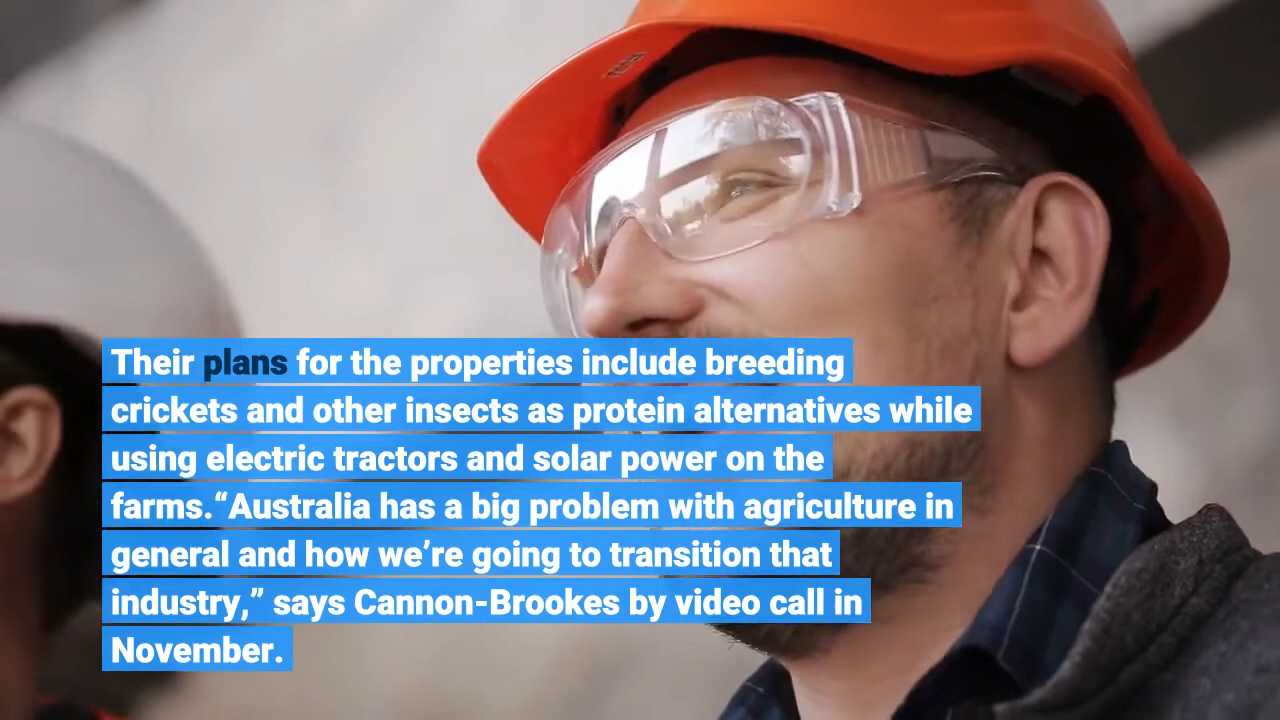 Their plans for the properties include breeding
crickets and other insects as protein alternatives while
using electric tractors and solar power on the
farms.“Australia has a big problem with agriculture in
general and how we’re going to transition that
industry,” says Cannon-Brookes by video call in
November.